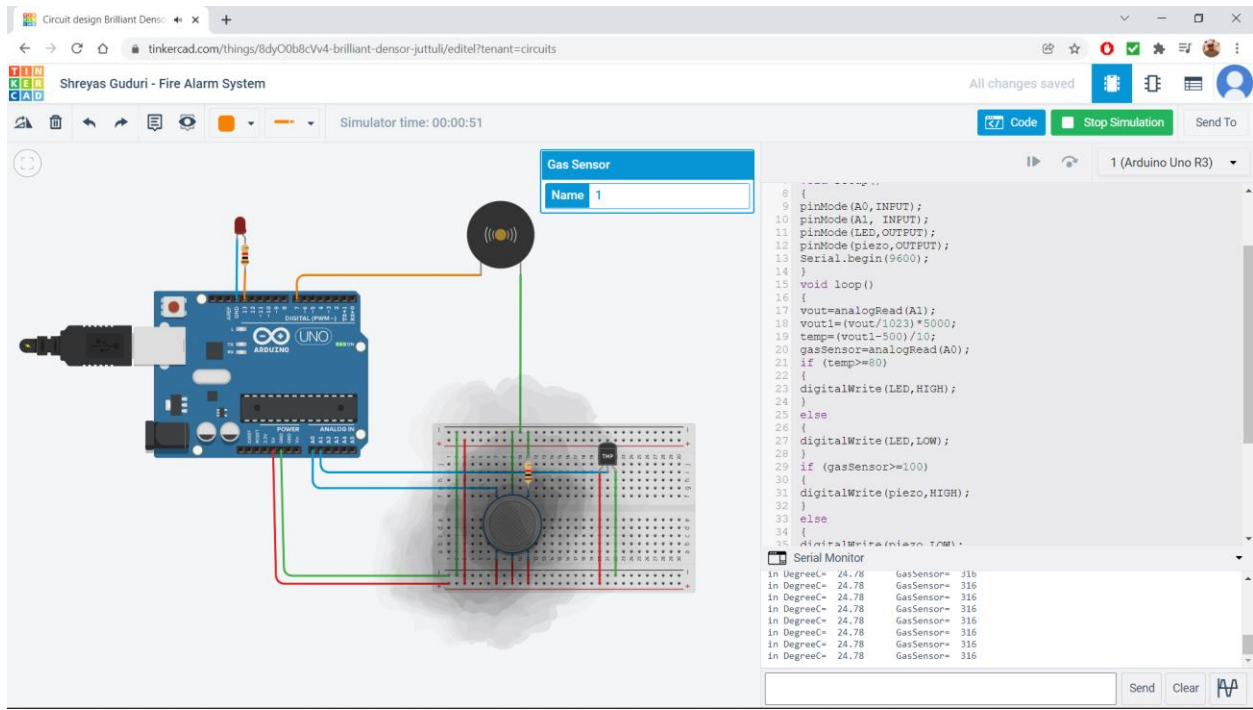 Circuit design Brilliant Denso
tinkercad.com/things/8dyO0b8cVv4-brilliant-densor-juttuli/editel?tenant=circuits
TIN
KER
CAD
Shreyas Guduri - Fire Alarm System
All changes saved
Simulator time: 00:00:51
Code
Stop Simulation
Send To
Gas Sensor
Name 1
1 (Arduino Uno R3)
8 {
9 pinMode(A0,INPUT);
10 pinMode(A1, INPUT);
11 pinMode(LED,OUTPUT);
12 pinMode(piezo,OUTPUT);
13 Serial.begin(9600);
14 }
15 void loop()
16 {
17 vout=analogRead(A1);
18 vout1=(vout/1023)*5000;
19 temp=(vout1-500)/10;
20 gasSensor=analogRead(A0);
21 if (temp>=80)
22 {
23 digitalWrite(LED,HIGH);
24 }
25 else
26 {
27 digitalWrite(LED,LOW);
28 }
29 if (gasSensor>=100)
30 {
31 digitalWrite(piezo,HIGH);
32 }
33 else
34 {
35 digitalWrite(piezo,LOW);
DIGITAL (PWM~)
UNO
ARDUINO
POWER
ANALOG IN
TMP
Serial Monitor
in DegreeC= 24.78 GasSensor= 316
in DegreeC= 24.78 GasSensor= 316
in DegreeC= 24.78 GasSensor= 316
in DegreeC= 24.78 GasSensor= 316
in DegreeC= 24.78 GasSensor= 316
in DegreeC= 24.78 GasSensor= 316
in DegreeC= 24.78 GasSensor= 316
in DegreeC= 24.78 GasSensor= 316
Send
Clear